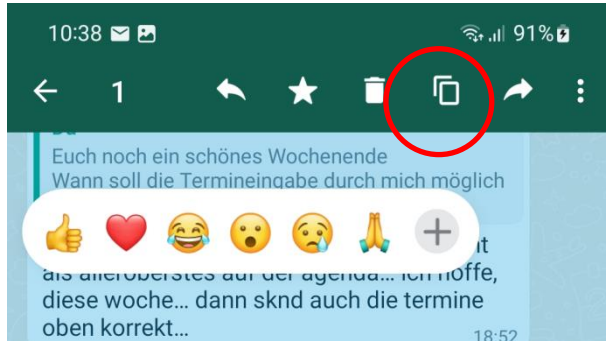 10:38 91%
1
Euch noch ein schönes Wochenende
Wann soll die Termineingabe durch mich möglich
als alleroberstes auf der agenda... ich hoffe,
diese woche... dann sknd auch die termine
oben korrekt...
18:52